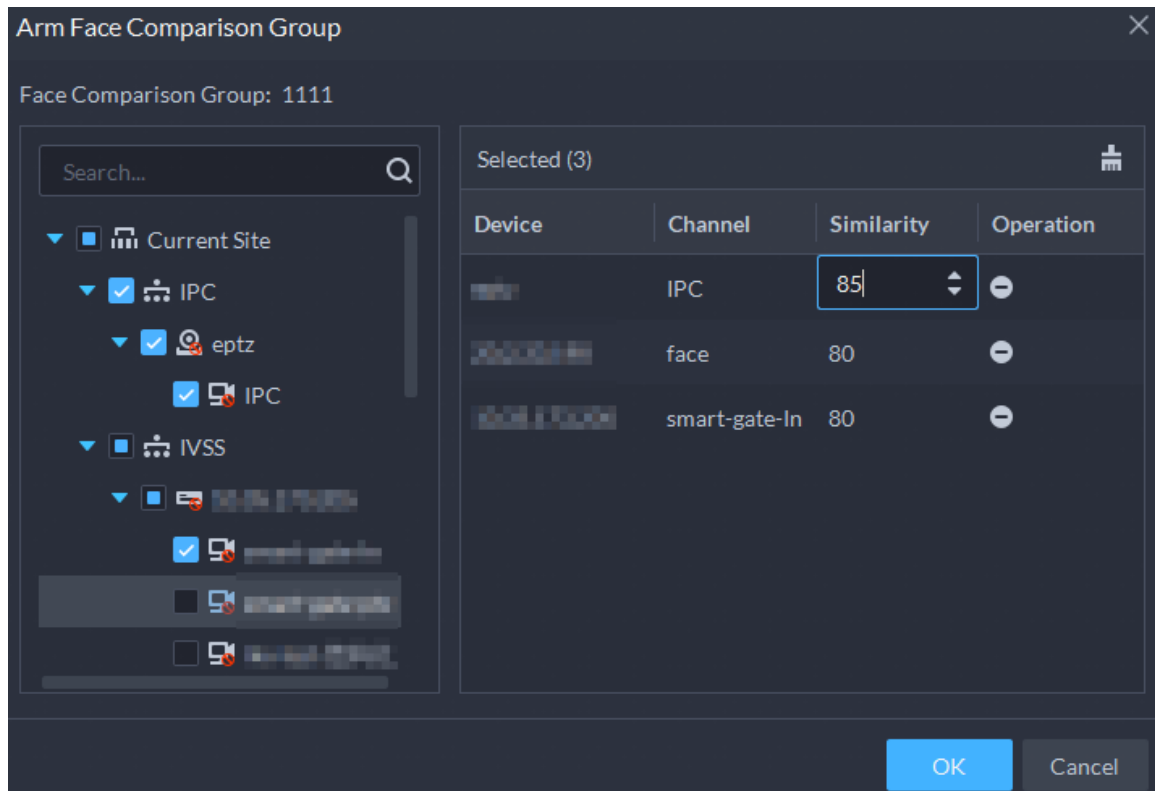 Arm Face Comparison Group
Face Comparison Group: 1111
Search...
Current Site
IPC
eptz
IPC
IVSS
Selected (3)
Device Channel Similarity Operation
IPC 85
face 80
smart-gate-In 80
OK Cancel